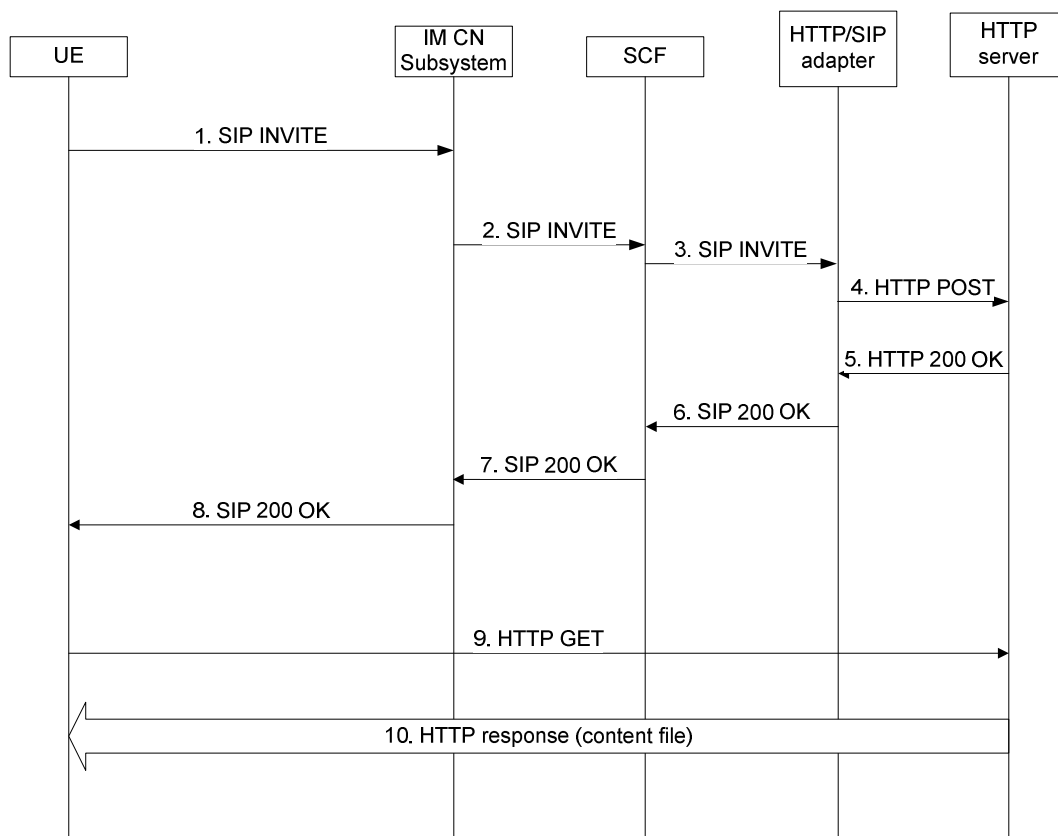 UE
IM CN
Subsystem
SCF
HTTP/SIP
adapter
HTTP
server
1. SIP INVITE
2. SIP INVITE
3. SIP INVITE
4. HTTP POST
5. HTTP 200 OK
6. SIP 200 OK
7. SIP 200 OK
8. SIP 200 OK
9. HTTP GET
10. HTTP response (content file)